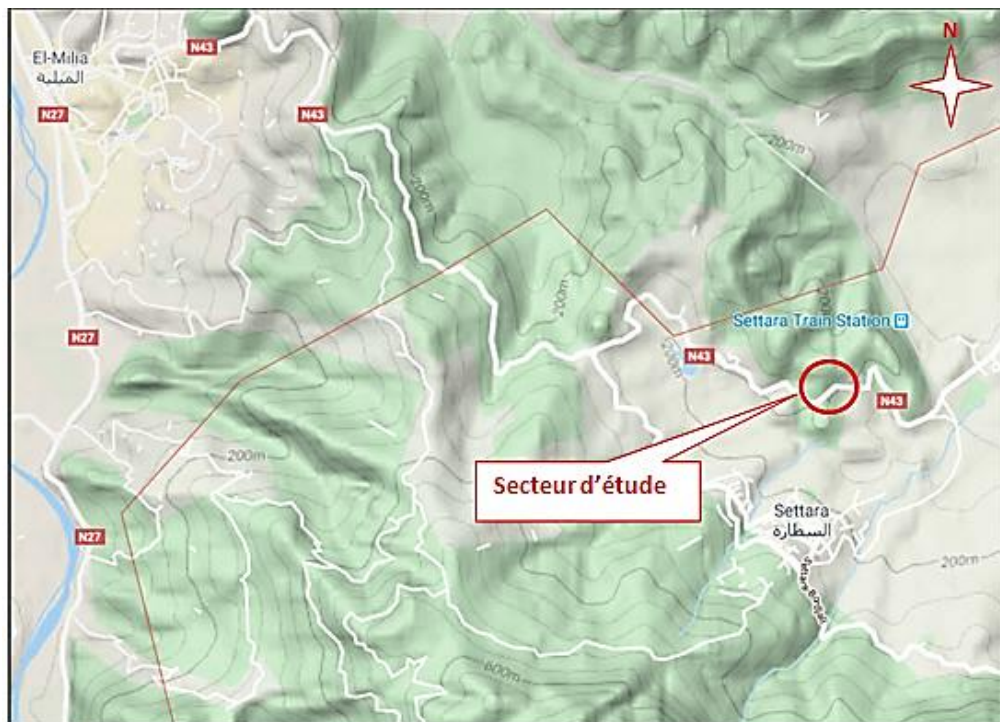 N43
El-Milia
الميلية
N27
N43
N
200m
200m
200m
200m
Settara Train Station
N27
N43
200m
N43
Secteur d'étude
200m
Settara
السطارة
N27
200m
600m